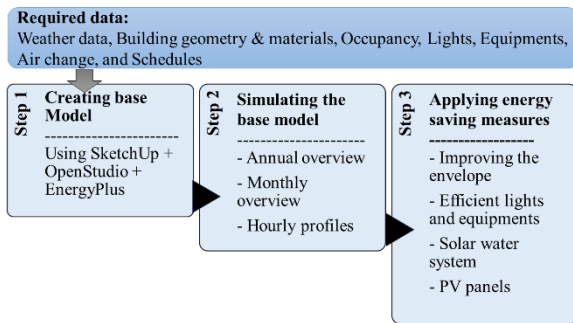 Required data:
Weather data, Building geometry & materials, Occupancy, Lights, Equipments,
Air change, and Schedules
Step 1
Creating base
Model
----------------------
Using SketchUp +
OpenStudio +
EnergyPlus
Step 2
Simulating the
base model
-----------------
- Annual overview
- Monthly
overview
- Hourly profiles
Step 3
Applying energy
saving measures
------------------
- Improving the
envelope
- Efficient lights
and equipments
- Solar water
system
- PV panels